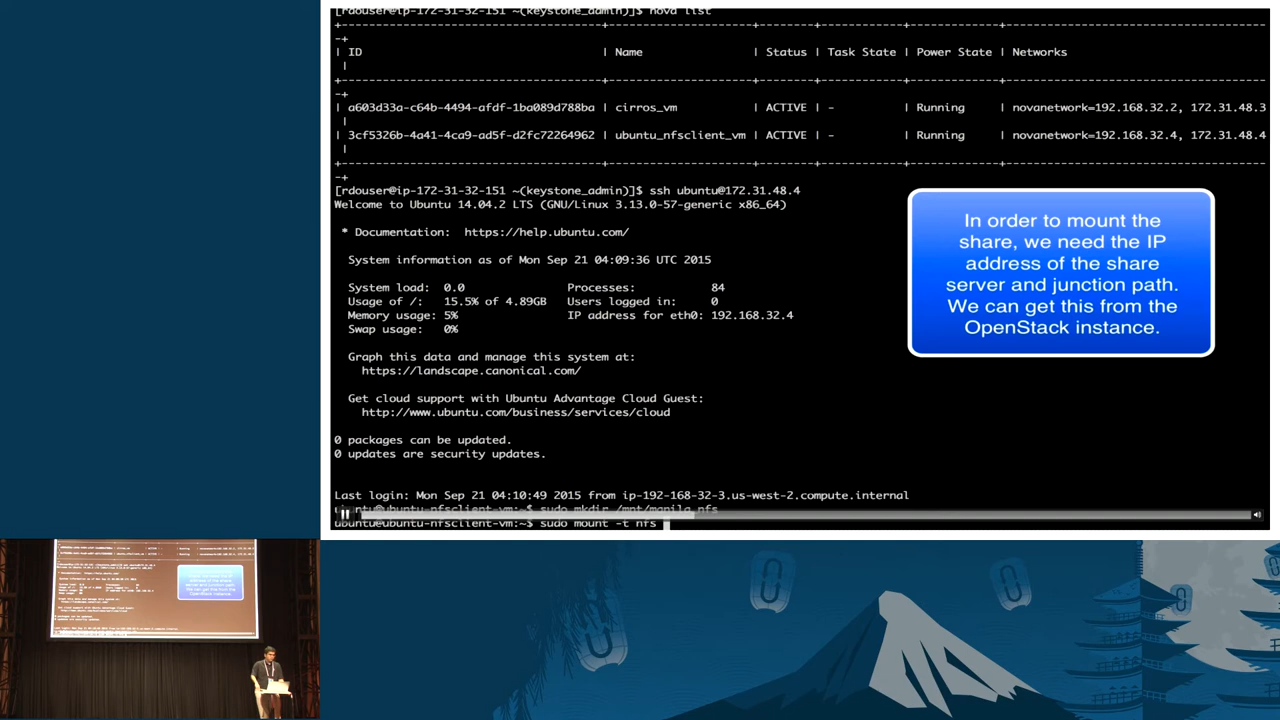 [rdouser@ip-172-31-32-151 ~(keystone_admin)]$ nova list
+--------------------------------------+--------------------+--------+------------+-------------+-------------------------------------
-+
| ID | Name | Status | Task State | Power State | Networks
|
+--------------------------------------+--------------------+--------+------------+-------------+-------------------------------------
-+
| a603d33a-c64b-4494-afdf-1ba089d788ba | cirros_vm | ACTIVE | - | Running | novanetwork=192.168.32.2, 172.31.48.3
|
| 3cf5326b-4a41-4ca9-ad5f-d2fc72264962 | ubuntu_nfsclient_vm | ACTIVE | - | Running | novanetwork=192.168.32.4, 172.31.48.4
|
+--------------------------------------+--------------------+--------+------------+-------------+-------------------------------------
-+
[rdouser@ip-172-31-32-151 ~(keystone_admin)]$ ssh ubuntu@172.31.48.4
Welcome to Ubuntu 14.04.2 LTS (GNU/Linux 3.13.0-57-generic x86_64)
* Documentation: https://help.ubuntu.com/
System information as of Mon Sep 21 04:09:36 UTC 2015
System load: 0.0 Processes: 84
Usage of /: 15.5% of 4.89GB Users logged in: 0
Memory usage: 5% IP address for eth0: 192.168.32.4
Swap usage: 0%
Graph this data and manage this system at:
https://landscape.canonical.com/
Get cloud support with Ubuntu Advantage Cloud Guest:
http://www.ubuntu.com/business/services/cloud
0 packages can be updated.
0 updates are security updates.
Last login: Mon Sep 21 04:10:49 2015 from ip-192-168-32-3.us-west-2.compute.internal
ubuntu@ubuntu-nfsclient-vm:~$ sudo mkdir /mnt/manila_nfs
ubuntu@ubuntu-nfsclient-vm:~$ sudo mount -t nfs
In order to mount the
share, we need the IP
address of the share
server and junction path.
We can get this from the
OpenStack instance.